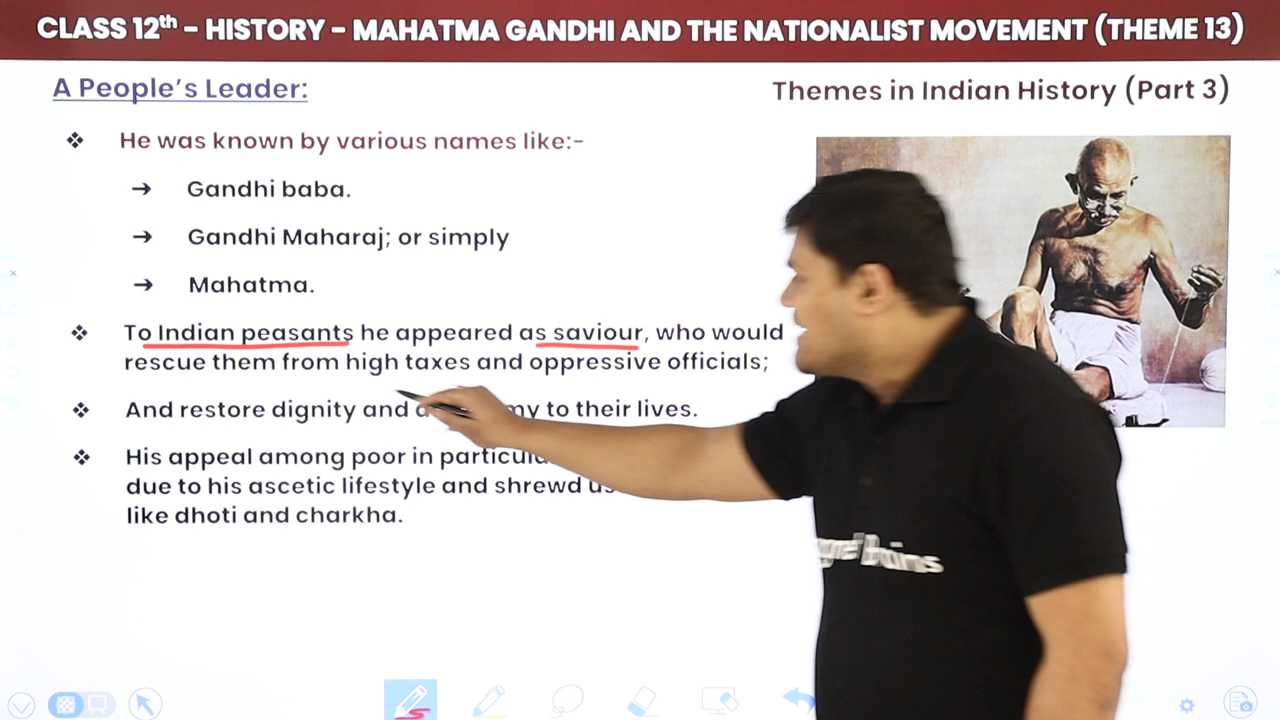 CLASS 12th – HISTORY – MAHATMA GANDHI AND THE NATIONALIST MOVEMENT (THEME 13)
A People's Leader:
Themes in Indian History (Part 3)
❖ He was known by various names like:-
→ Gandhi baba.
→ Gandhi Maharaj; or simply
→ Mahatma.
❖ To Indian peasants he appeared as saviour, who would
rescue them from high taxes and oppressive officials;
❖ And restore dignity and to their lives.
❖ His appeal among poor in
due to his ascetic lifestyle and shrewd
like dhoti and charkha.